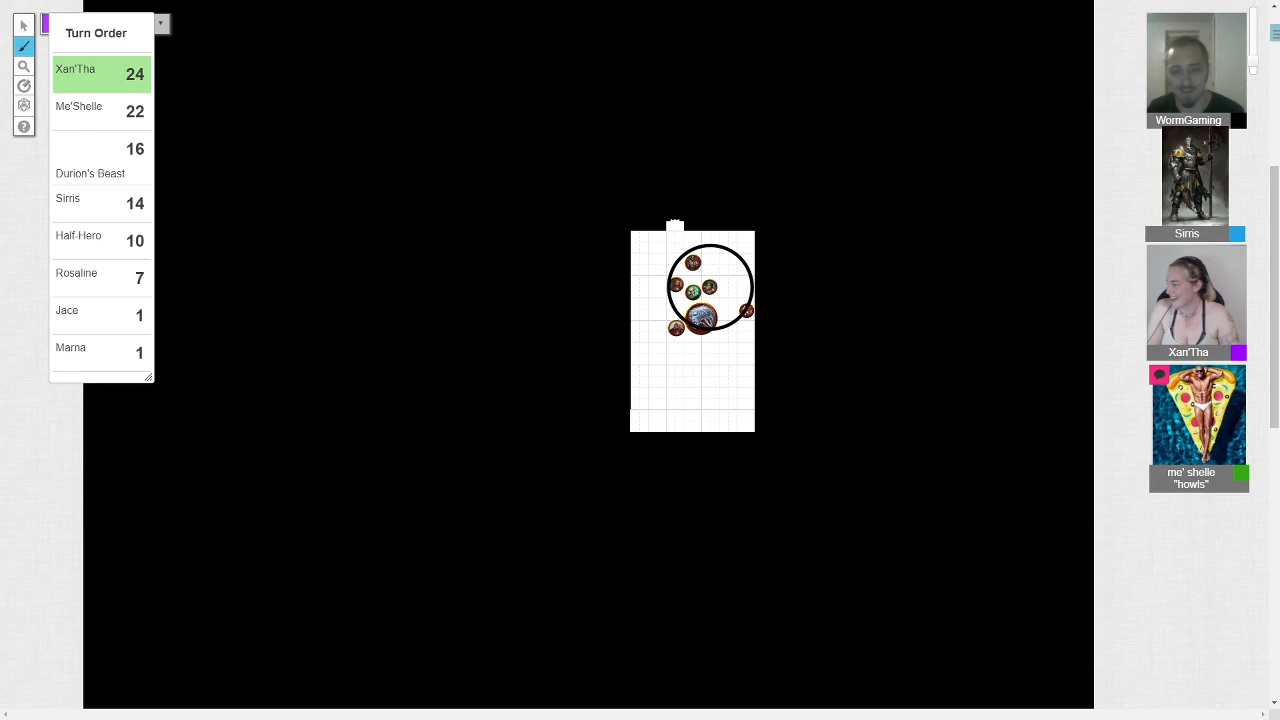 Turn Order
Xan'Tha 24
Me'Shelle 22
16
Durion's Beast
Sirris 14
Half-Hero 10
Rosaline 7
Jace 1
Marna 1
WormGaming
Sirris
Xan'Tha
me' shelle
"howls"